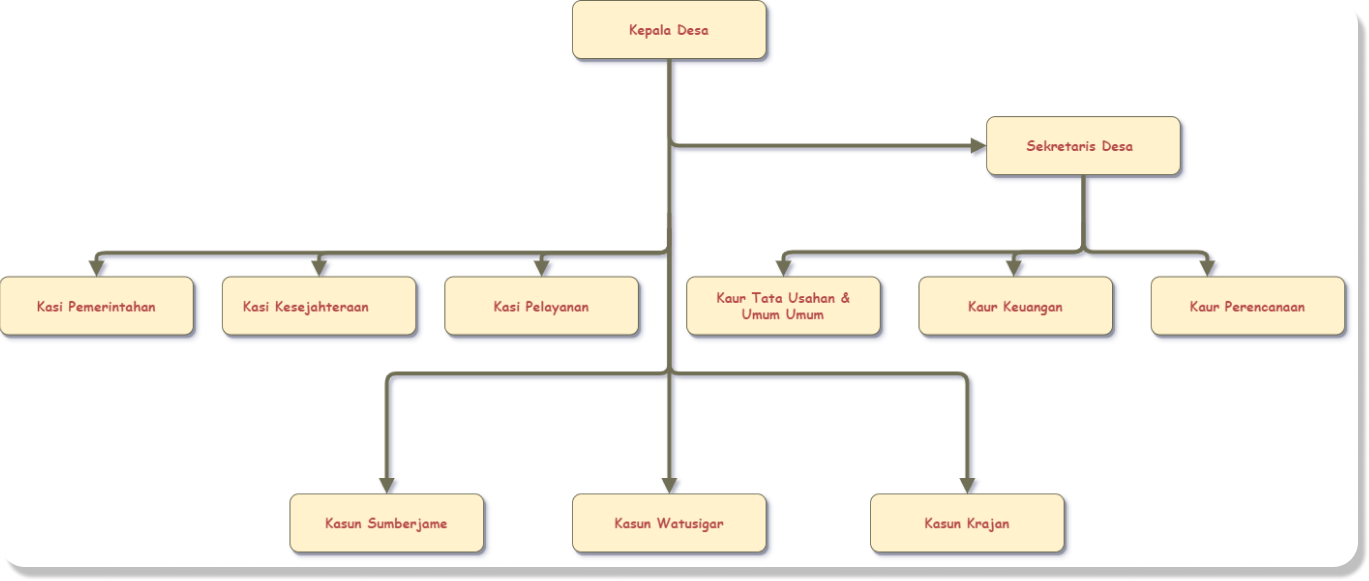 Kepala Desa
Sekretaris Desa
Kasi Pemerintahan
Kasi Kesejahteraan
Kasi Pelayanan
Kaur Tata Usahan &
Umum Umum
Kaur Keuangan
Kaur Perencanaan
Kasun Sumberjame
Kasun Watusigar
Kasun Krajan